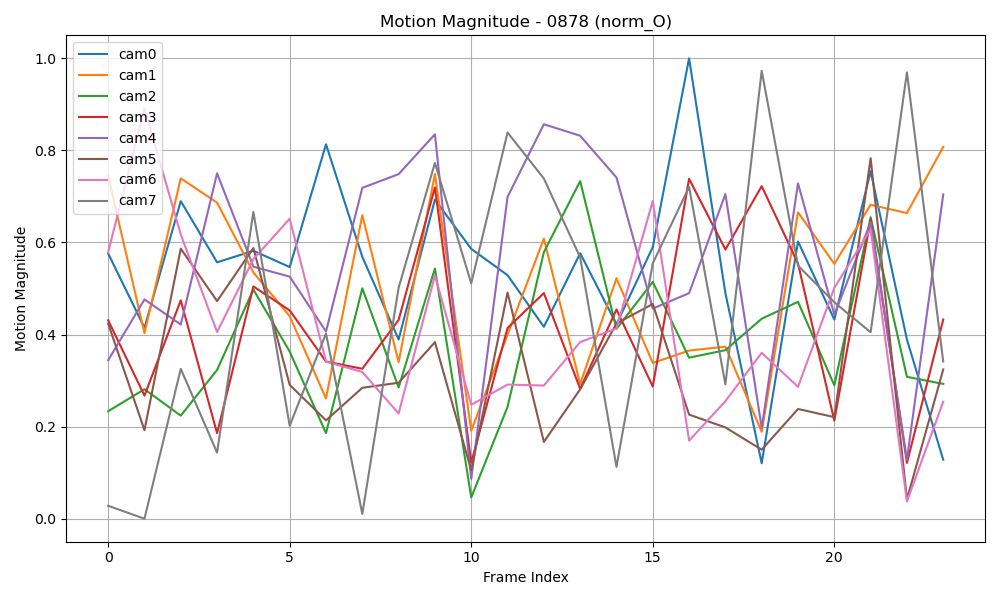 Motion Magnitude - 0878 (norm_O)
cam0
cam1
cam2
cam3
cam4
cam5
cam6
cam7
Motion Magnitude
1.0
0.8
0.6
0.4
0.2
0.0
0 5 10 15 20
Frame Index